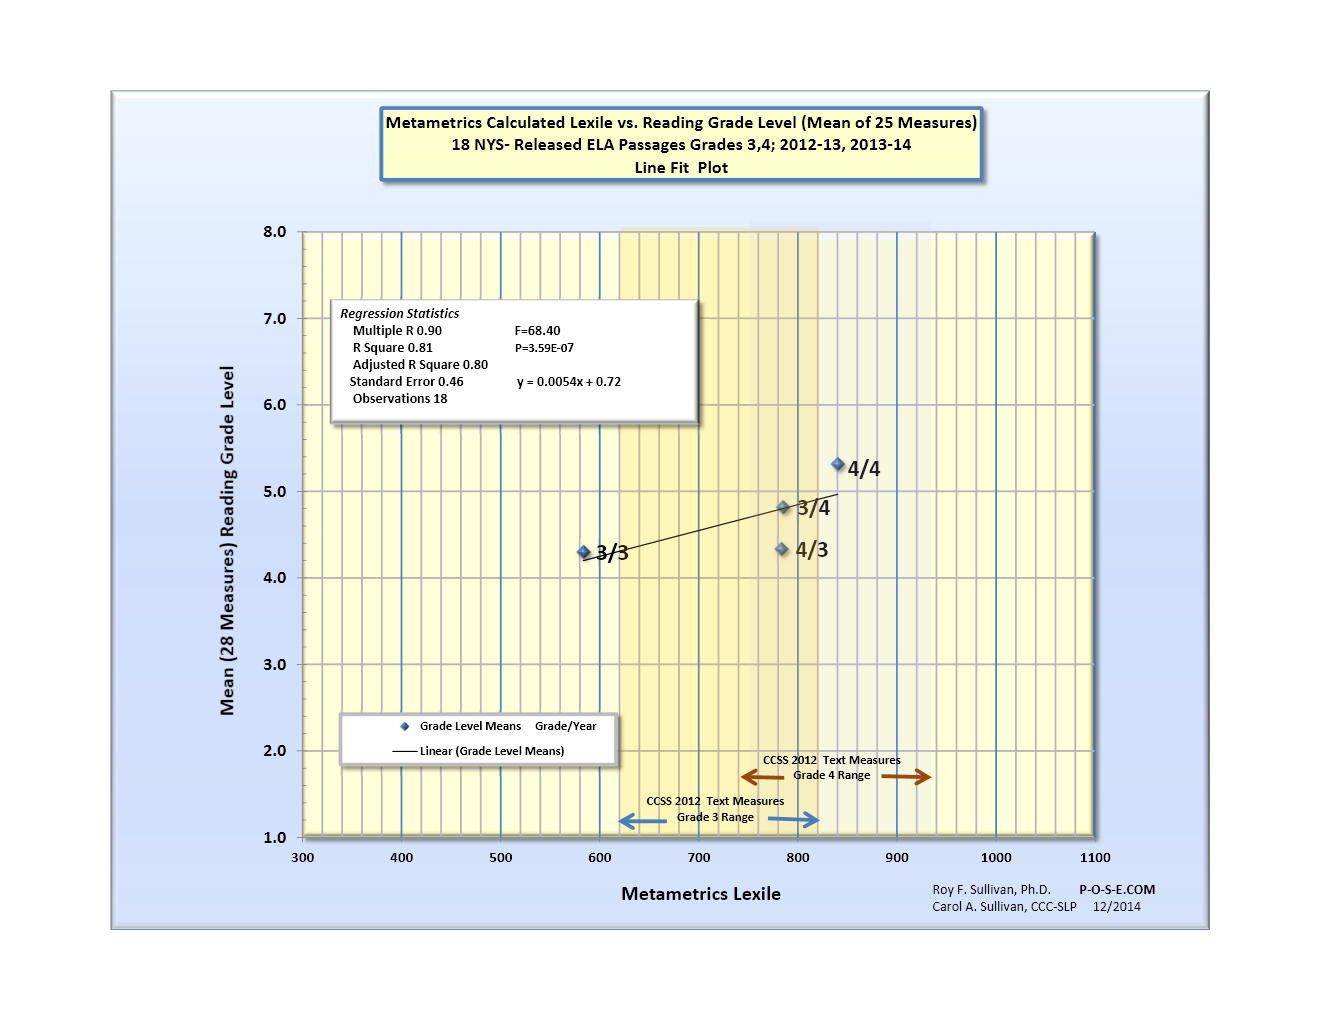 Metametrics Calculated Lexile vs. Reading Grade Level (Mean of 25 Measures)
18 NYS- Released ELA Passages Grades 3,4; 2012-13, 2013-14
Line Fit Plot
8.0
7.0
6.0
5.0
4.0
3.0
2.0
1.0
Mean (28 Measures) Reading Grade Level
Regression Statistics
Multiple R 0.90 F=68.40
R Square 0.81 P=3.59E-07
Adjusted R Square 0.80
Standard Error 0.46 y = 0.0054x + 0.72
Observations 18
4/4
3/4
3/3
4/3
Grade Level Means Grade/Year
Linear (Grade Level Means)
CCSS 2012 Text Measures
Grade 4 Range
CCSS 2012 Text Measures
Grade 3 Range
300 400 500 600 700 800 900 1000 1100
Metametrics Lexile
Roy F. Sullivan, Ph.D. P-O-S-E.COM
Carol A. Sullivan, CCC-SLP 12/2014